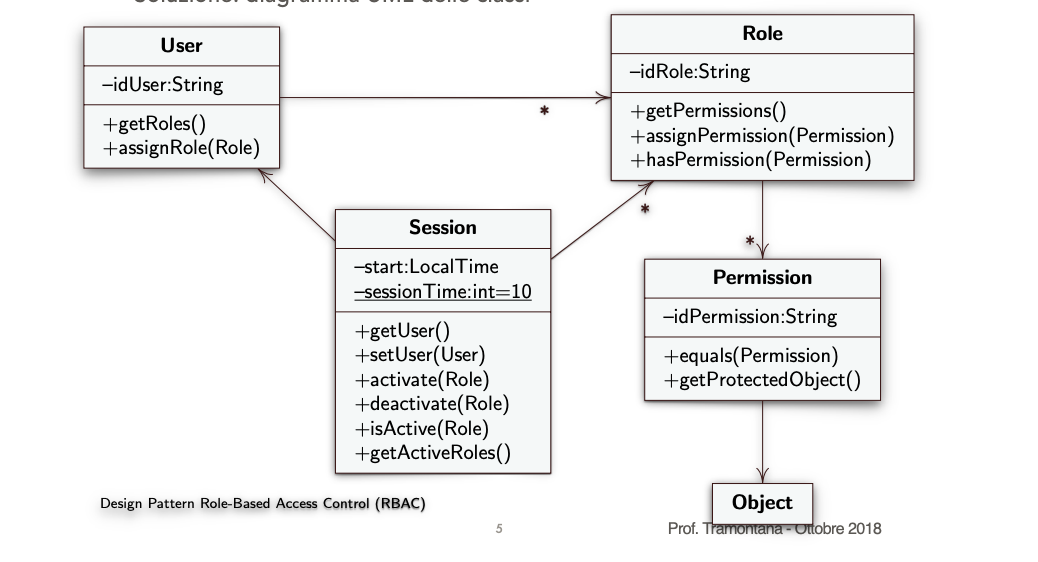 Soluzione: diagramma UML delle classi
User
–idUser:String
+getRoles()
+assignRole(Role)
*
Role
–idRole:String
+getPermissions()
+assignPermission(Permission)
+hasPermission(Permission)
*
*
Session
–start:LocalTime
–sessionTime:int=10
+getUser()
+setUser(User)
+activate(Role)
+deactivate(Role)
+isActive(Role)
+getActiveRoles()
Permission
–idPermission:String
+equals(Permission)
+getProtectedObject()
Object
Design Pattern Role-Based Access Control (RBAC)
5
Prof. Tramontana - Ottobre 2018